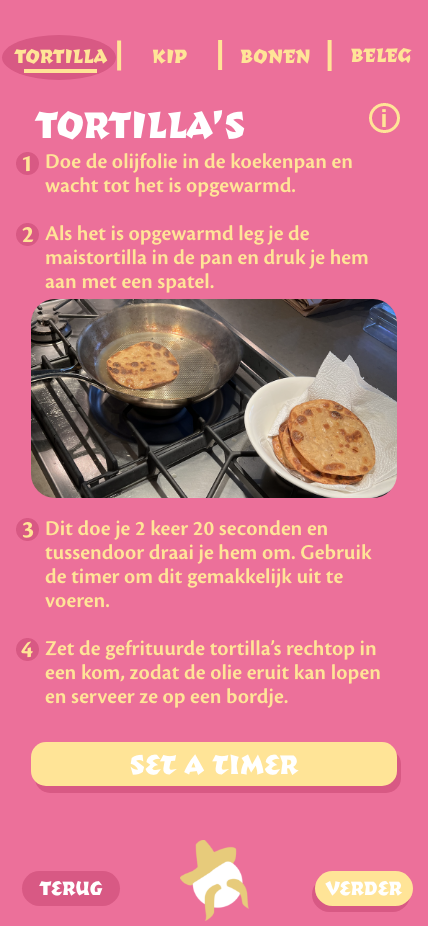 TORTILLA
KIP
BONEN
BELEG
TORTILLA'S
i
1 Doe de olijfolie in de koekenpan en
wacht tot het is opgewarmd.
2 Als het is opgewarmd leg je de
maistortilla in de pan en druk je hem
aan met een spatel.
3 Dit doe je 2 keer 20 seconden en
tussendoor draai je hem om. Gebruik
de timer om dit gemakkelijk uit te
voeren.
4 Zet de gefrituurde tortilla's rechtop in
een kom, zodat de olie eruit kan lopen
en serveer ze op een bordje.
SET A TIMER
TERUG
VERDER